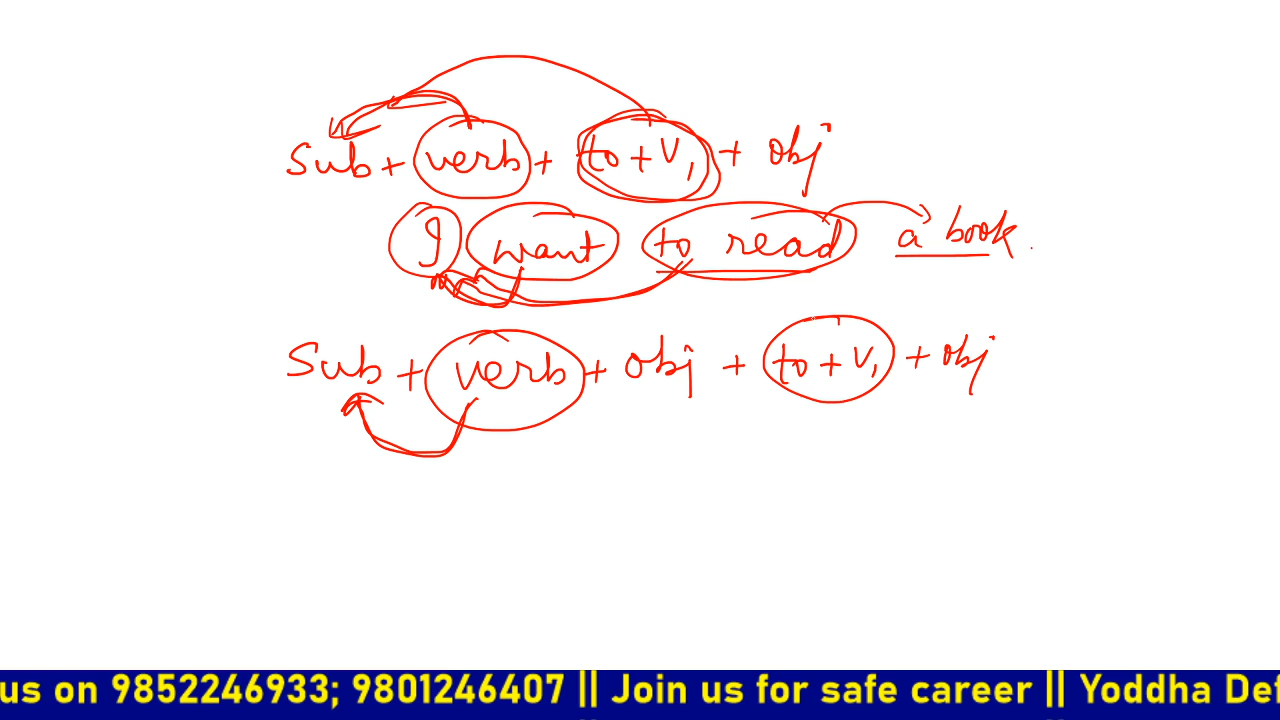 Sub + verb + to + V1 + obj
I want to read a book.
Sub + verb + obj + to + V1 + obj
us on 9852246933; 9801246407 || Join us for safe career || Yoddha Def